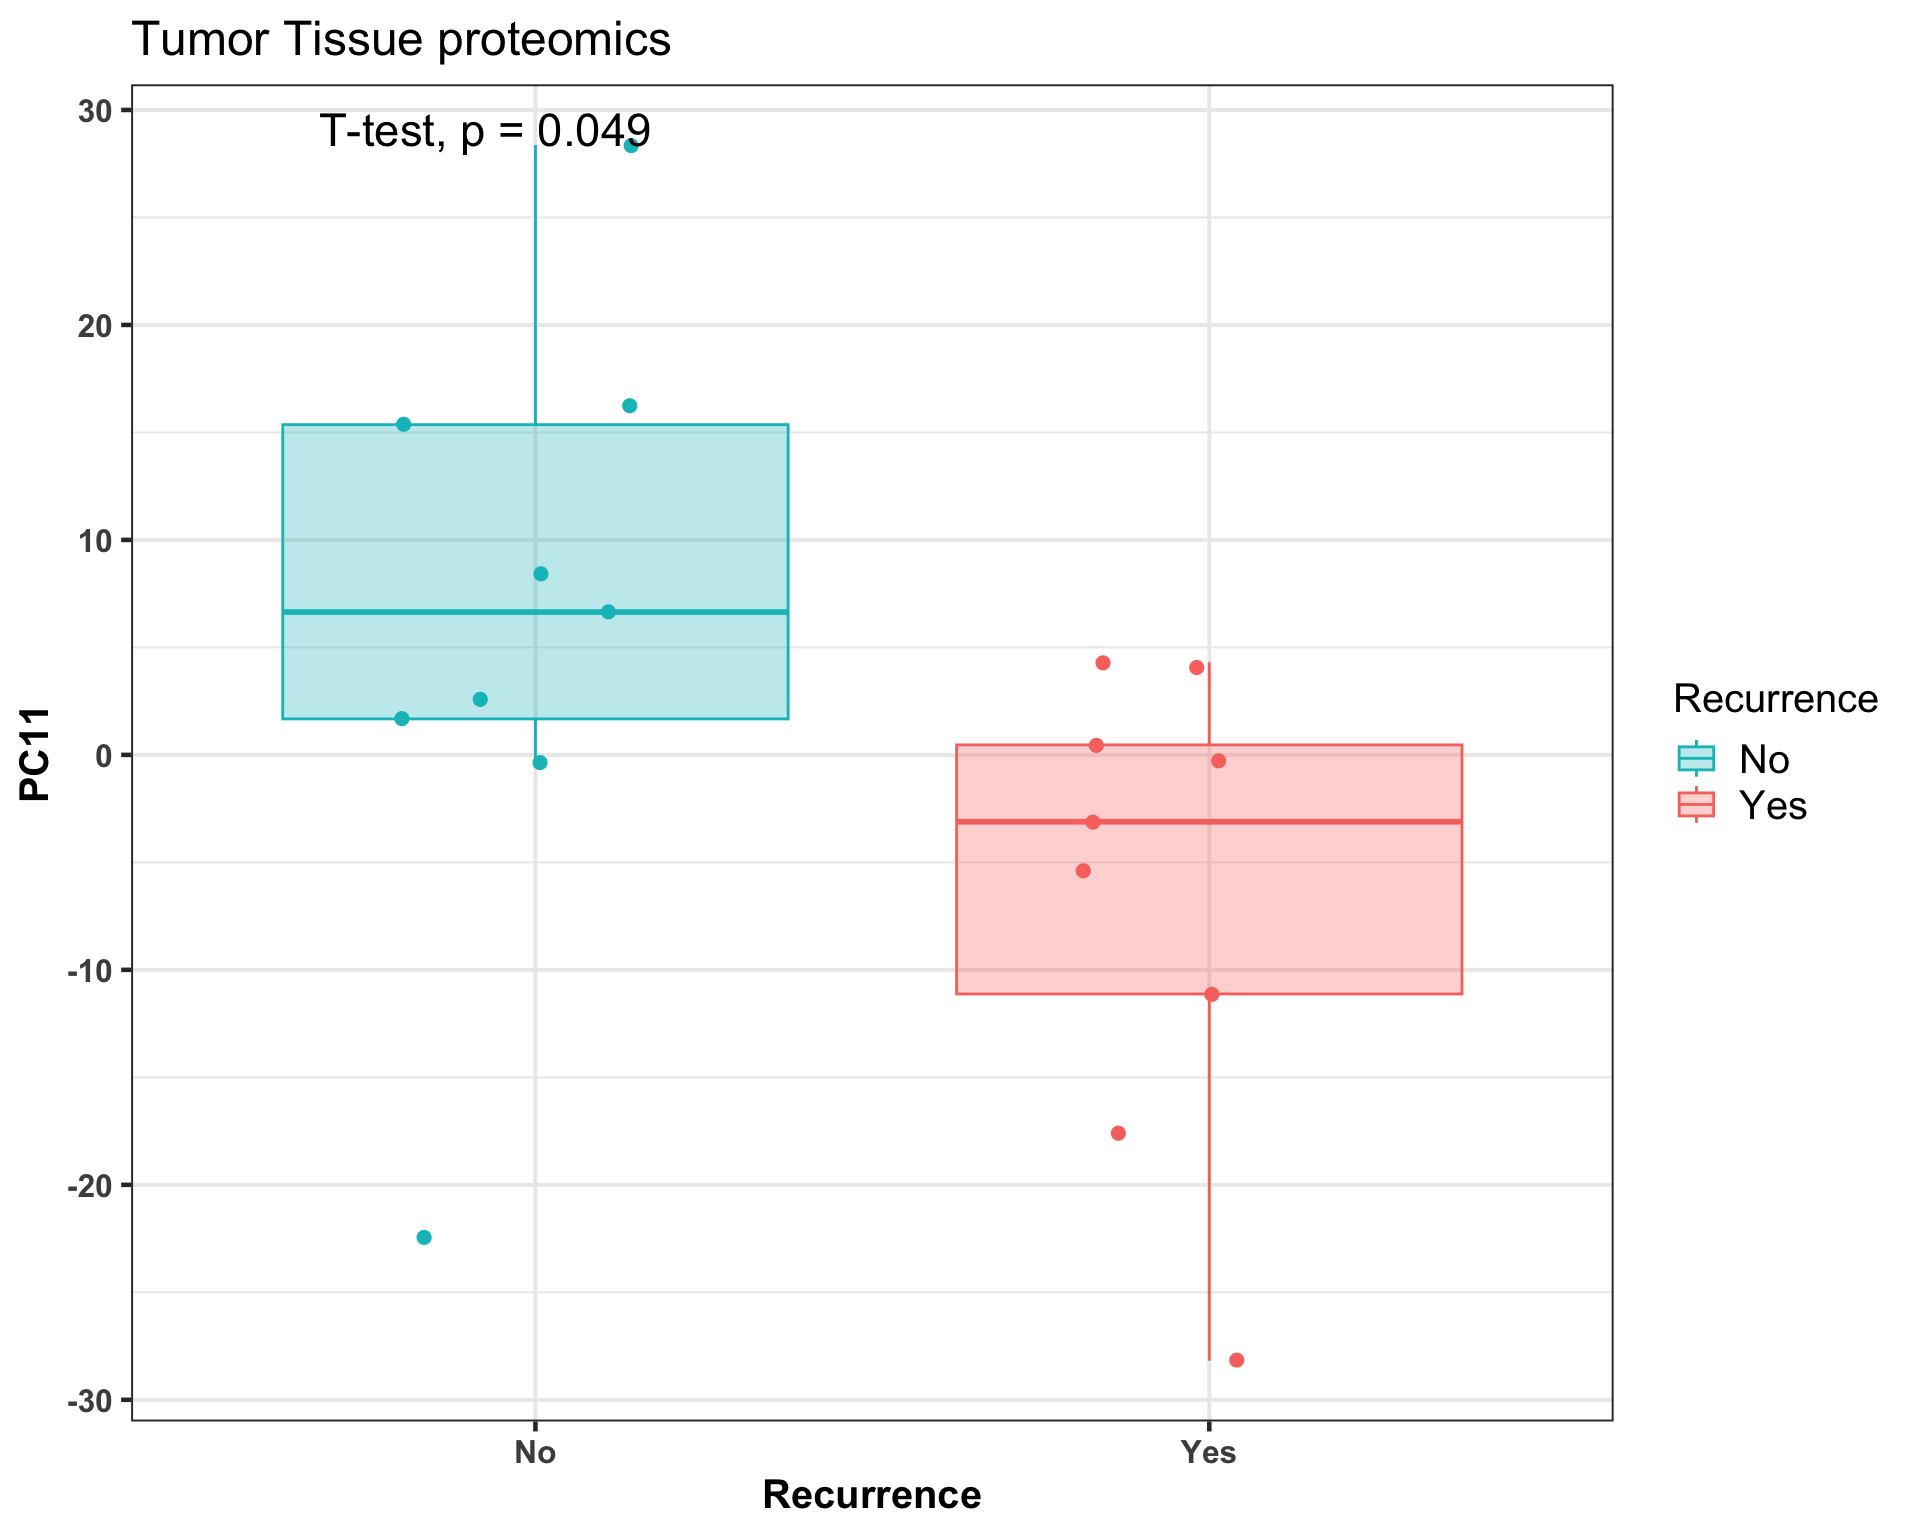 Tumor Tissue proteomics
T-test, p = 0.049
30
20
10
0
-10
-20
-30
PC11
No
Yes
Recurrence
Recurrence
No
Yes